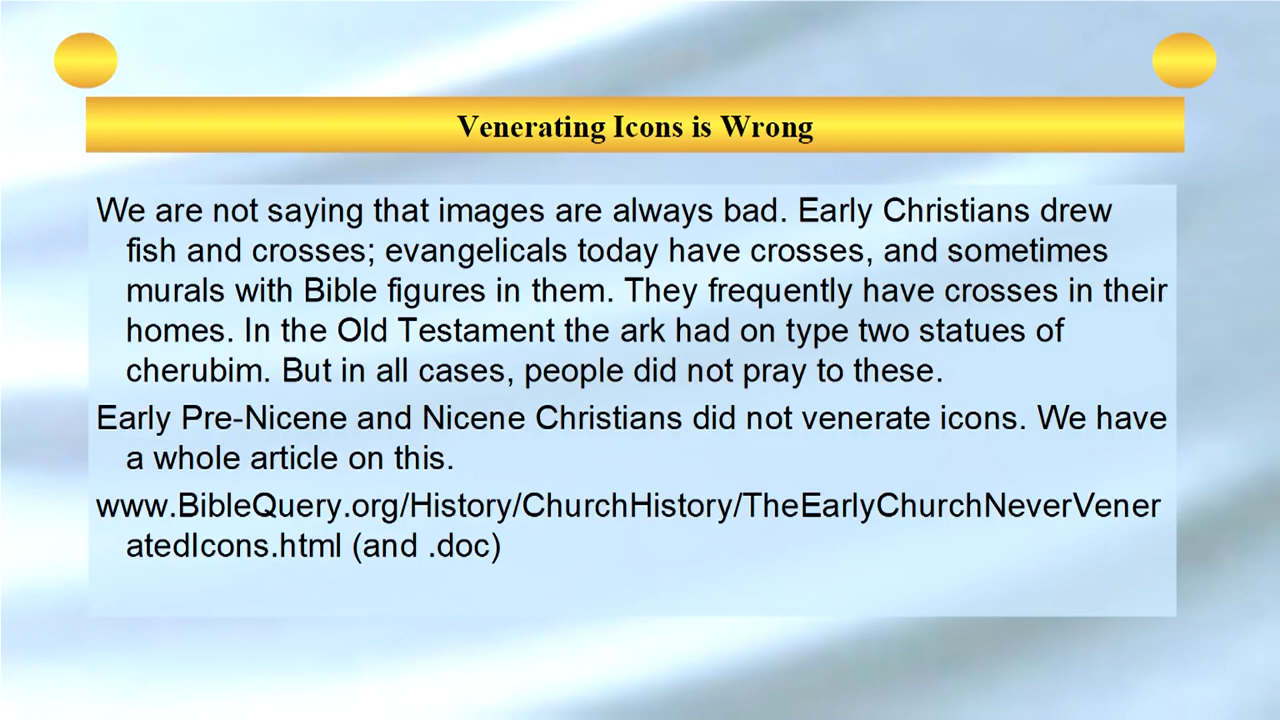 Venerating Icons is Wrong
We are not saying that images are always bad. Early Christians drew
fish and crosses; evangelicals today have crosses, and sometimes
murals with Bible figures in them. They frequently have crosses in their
homes. In the Old Testament the ark had on type two statues of
cherubim. But in all cases, people did not pray to these.
Early Pre-Nicene and Nicene Christians did not venerate icons. We have
a whole article on this.
www.BibleQuery.org/History/ChurchHistory/TheEarlyChurchNeverVener
atedIcons.html (and .doc)